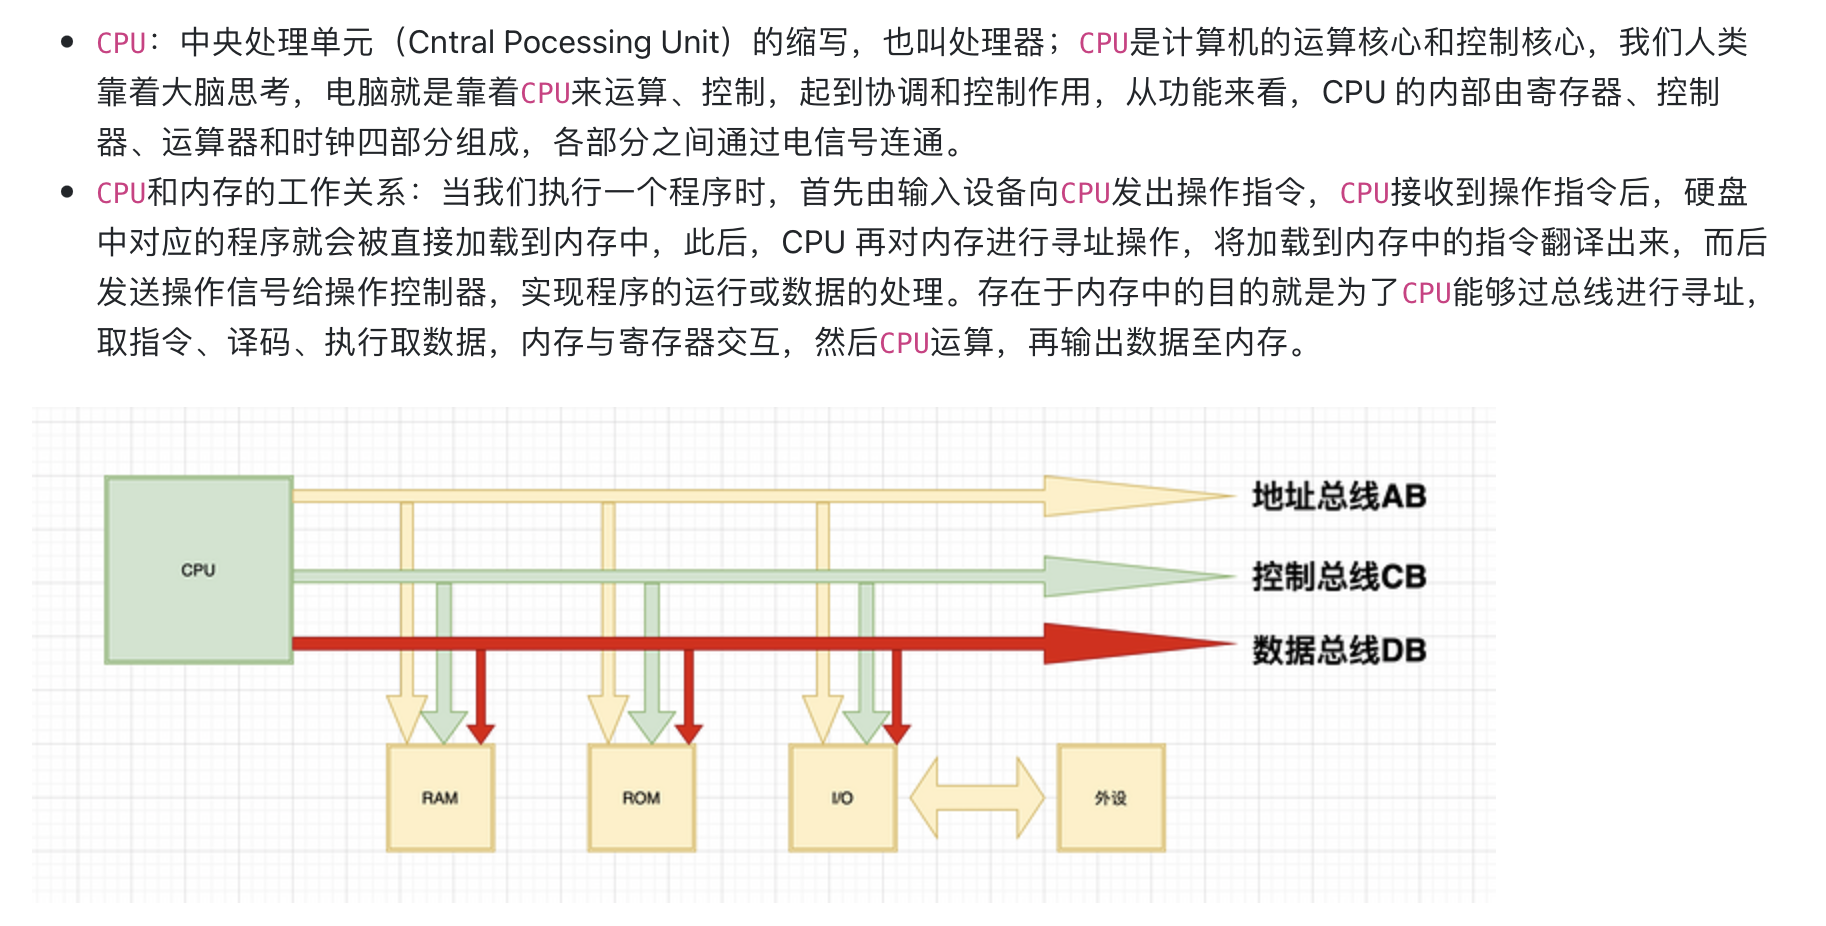 CPU：中央处理单元（Cntral Pocessing Unit）的缩写，也叫处理器；CPU是计算机的运算核心和控制核心，我们人类
靠着大脑思考，电脑就是靠着CPU来运算、控制，起到协调和控制作用，从功能来看，CPU 的内部由寄存器、控制
器、运算器和时钟四部分组成，各部分之间通过电信号连通。
CPU和内存的工作关系：当我们执行一个程序时，首先由输入设备向CPU发出操作指令，CPU接收到操作指令后，硬盘
中对应的程序就会被直接加载到内存中，此后，CPU 再对内存进行寻址操作，将加载到内存中的指令翻译出来，而后
发送操作信号给操作控制器，实现程序的运行或数据的处理。存在于内存中的目的就是为了CPU能够过总线进行寻址，
取指令、译码、执行取数据，内存与寄存器交互，然后CPU运算，再输出数据至内存。
地址总线AB
CPU
控制总线CB
数据总线DB
RAM
ROM
I/O
外设